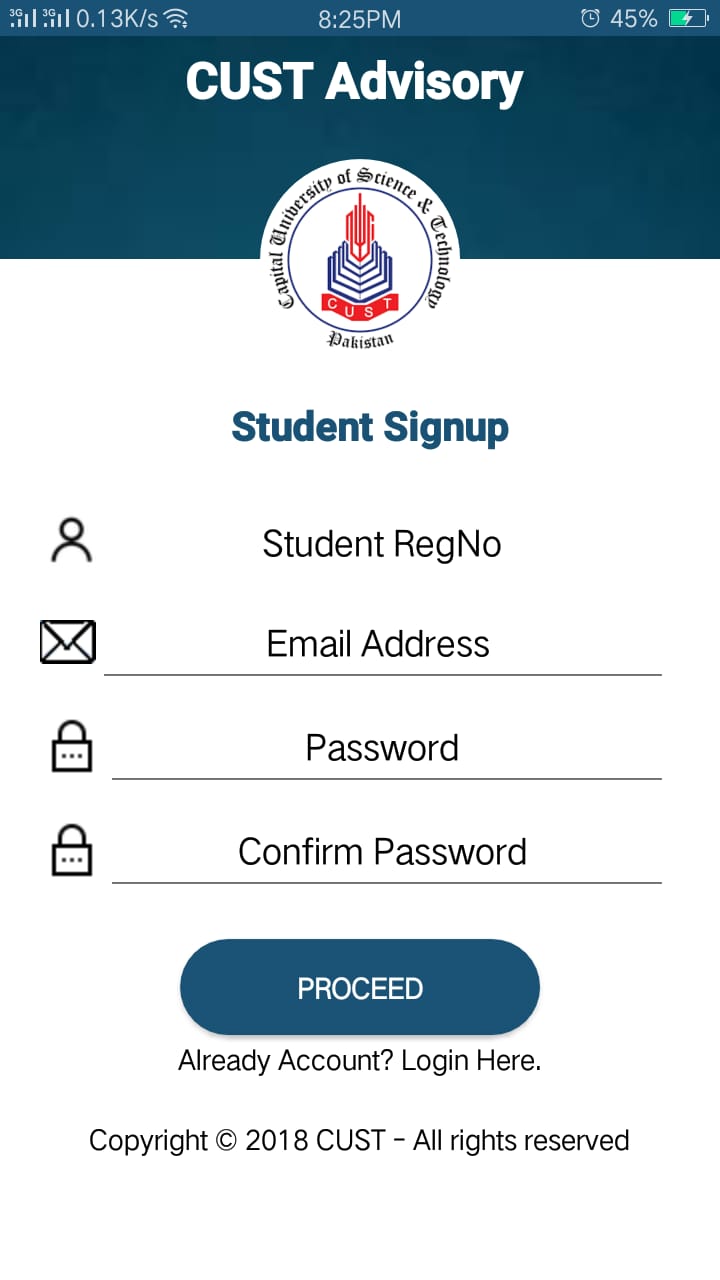 3G 3G 0.13K/s 8:25PM 45%
CUST Advisory
Capital University of Science & Technology
CUST
Pakistan
Student Signup
Student RegNo
Email Address
Password
Confirm Password
PROCEED
Already Account? Login Here.
Copyright © 2018 CUST - All rights reserved